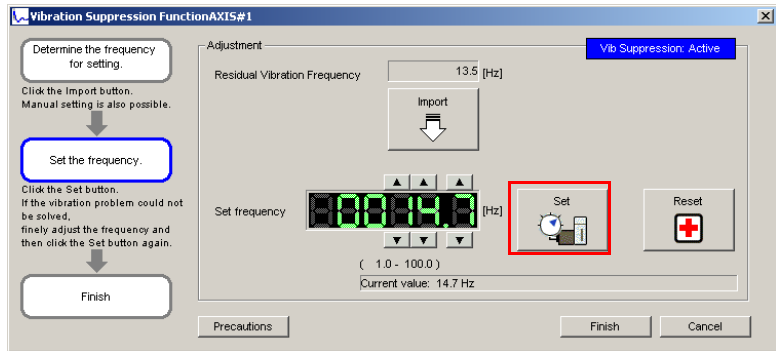 Vibration Suppression FunctionAXIS#1
Determine the frequency
for setting.
Click the Import button.
Manual setting is also possible.
Set the frequency.
Click the Set button.
If the vibration problem could not
be solved,
finely adjust the frequency and
then click the Set button again.
Finish
Adjustment
Vib Suppression: Active
Residual Vibration Frequency
13.5 [Hz]
Import
Set frequency
0014.7 [Hz]
Set
Reset
( 1.0 - 100.0 )
Current value: 14.7 Hz
Precautions
Finish
Cancel